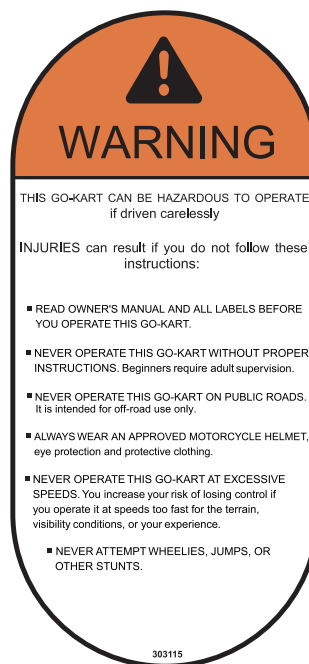 WARNING
THIS GO-KART CAN BE HAZARDOUS TO OPERATE
if driven carelessly
INJURIES can result if you do not follow these
instructions:
▪ READ OWNER'S MANUAL AND ALL LABELS BEFORE
YOU OPERATE THIS GO-KART.
▪ NEVER OPERATE THIS GO-KART WITHOUT PROPER
INSTRUCTIONS. Beginners require adult supervision.
▪ NEVER OPERATE THIS GO-KART ON PUBLIC ROADS.
It is intended for off-road use only.
▪ ALWAYS WEAR AN APPROVED MOTORCYCLE HELMET,
eye protection and protective clothing.
▪ NEVER OPERATE THIS GO-KART AT EXCESSIVE
SPEEDS. You increase your risk of losing control if
you operate it at speeds too fast for the terrain,
visibility conditions, or your experience.
▪ NEVER ATTEMPT WHEELIES, JUMPS, OR
OTHER STUNTS.
303115